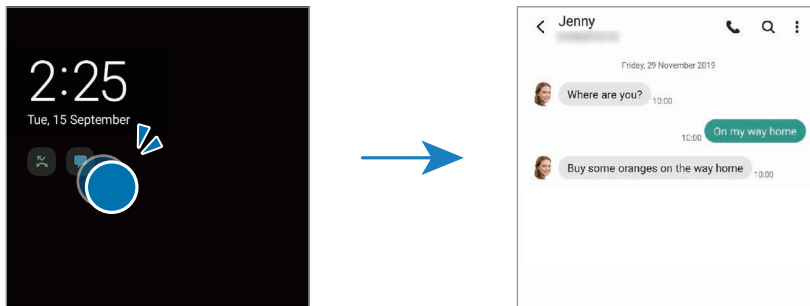 2:25
Tue, 15 September
Jenny
Friday, 29 November 2019
Where are you?
10:00
10:00
On my way home
Buy some oranges on the way home
10:00